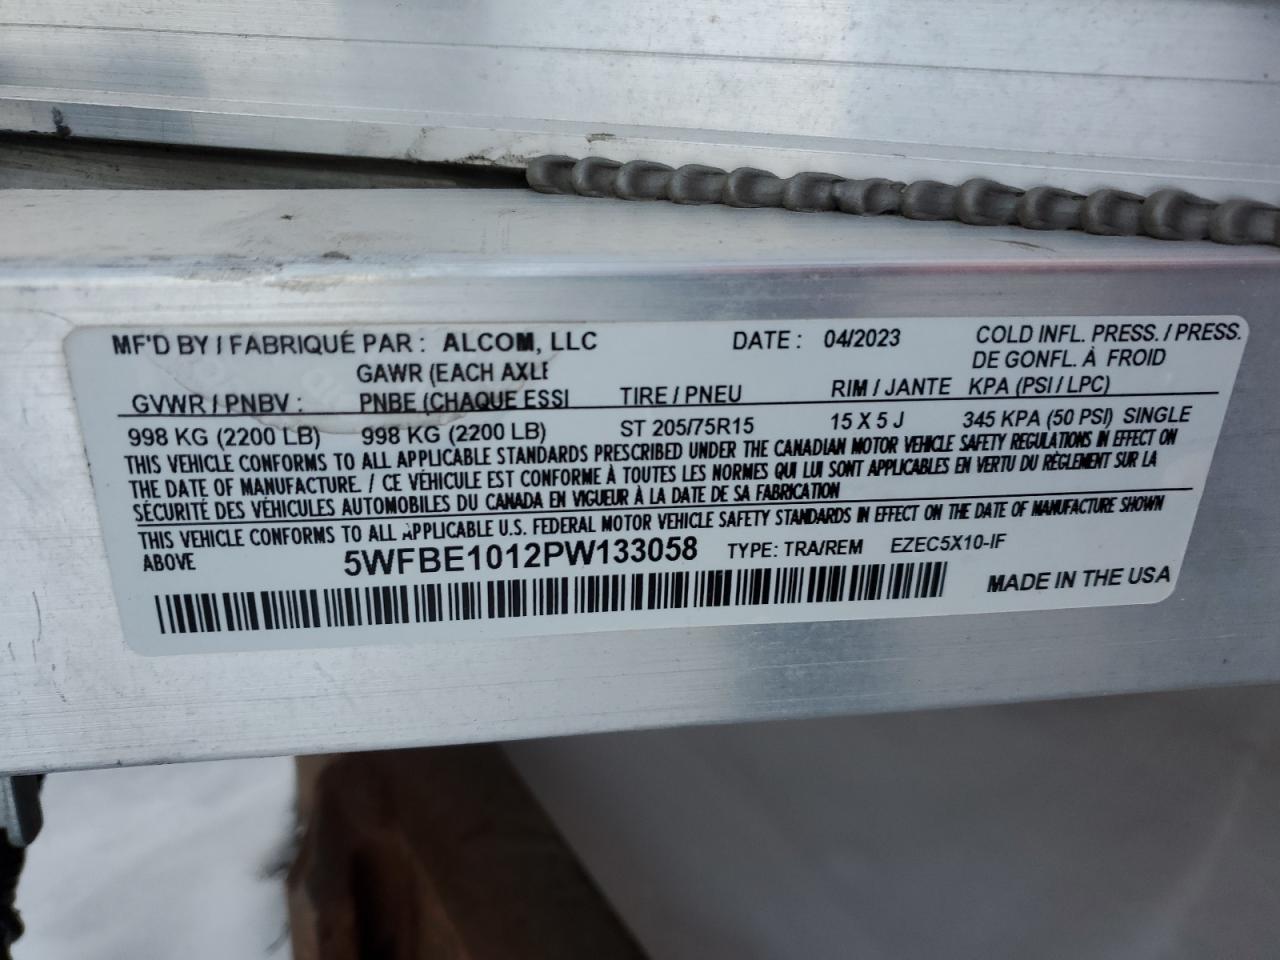 MF'D BY / FABRIQUÉ PAR : ALCOM, LLC DATE : 04/2023 COLD INFL. PRESS. / PRESS.
DE GONFL. À FROID
GAWR (EACH AXLE
GVWR / PNBV : PNBE (CHAQUE ESSI TIRE / PNEU RIM / JANTE KPA (PSI / LPC)
998 KG (2200 LB) 998 KG (2200 LB) ST 205/75R15 15 X 5 J 345 KPA (50 PSI) SINGLE
THIS VEHICLE CONFORMS TO ALL APPLICABLE STANDARDS PRESCRIBED UNDER THE CANADIAN MOTOR VEHICLE SAFETY REGULATIONS IN EFFECT ON
THE DATE OF MANUFACTURE. / CE VÉHICULE EST CONFORME À TOUTES LES NORMES QUI LUI SONT APPLICABLES EN VERTU DU RÈGLEMENT SUR LA
SÉCURITÉ DES VÉHICULES AUTOMOBILES DU CANADA EN VIGUEUR À LA DATE DE SA FABRICATION
THIS VEHICLE CONFORMS TO ALL APPLICABLE U.S. FEDERAL MOTOR VEHICLE SAFETY STANDARDS IN EFFECT ON THE DATE OF MANUFACTURE SHOWN
ABOVE 5WFBE1012PW133058 TYPE: TRA/REM EZEC5X10-IF
MADE IN THE USA